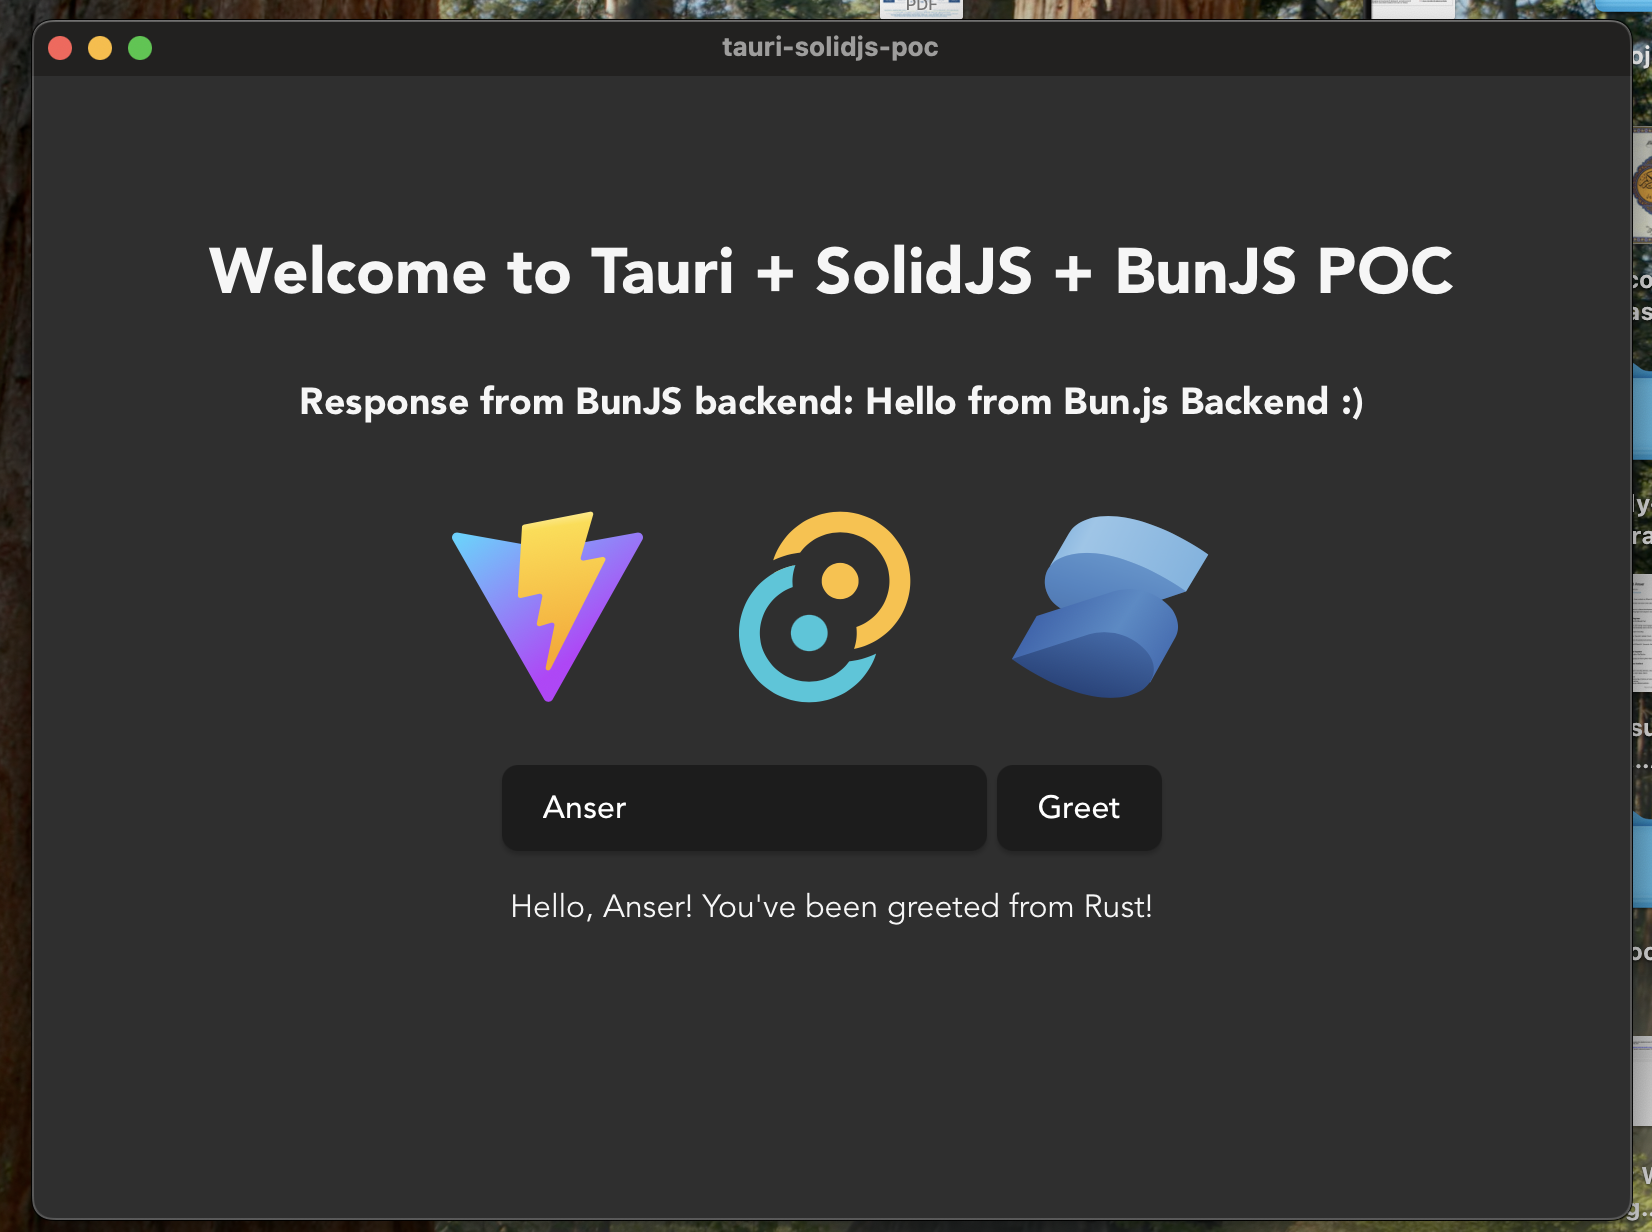 PDF
tauri-solidjs-poc
Welcome to Tauri + SolidJS + BunJS POC
Response from BunJS backend: Hello from Bun.js Backend :)
Anser
Greet
Hello, Anser! You've been greeted from Rust!